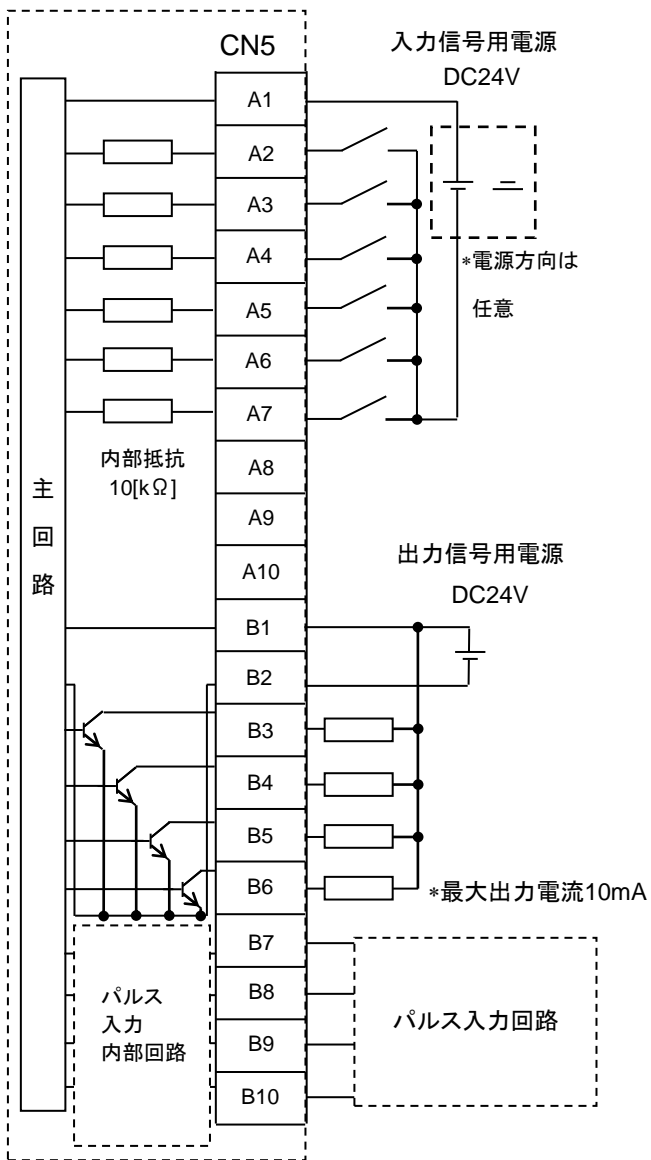 CN5
入力信号用電源
DC24V
A1
A2
A3
A4
*電源方向は
A5
任意
A6
A7
内部抵抗
10[kΩ]
A8
主回路
A9
A10
出力信号用電源
DC24V
B1
B2
B3
B4
B5
B6
*最大出力電流10mA
B7
B8
パルス
入力
内部回路
パルス入力回路
B9
B10